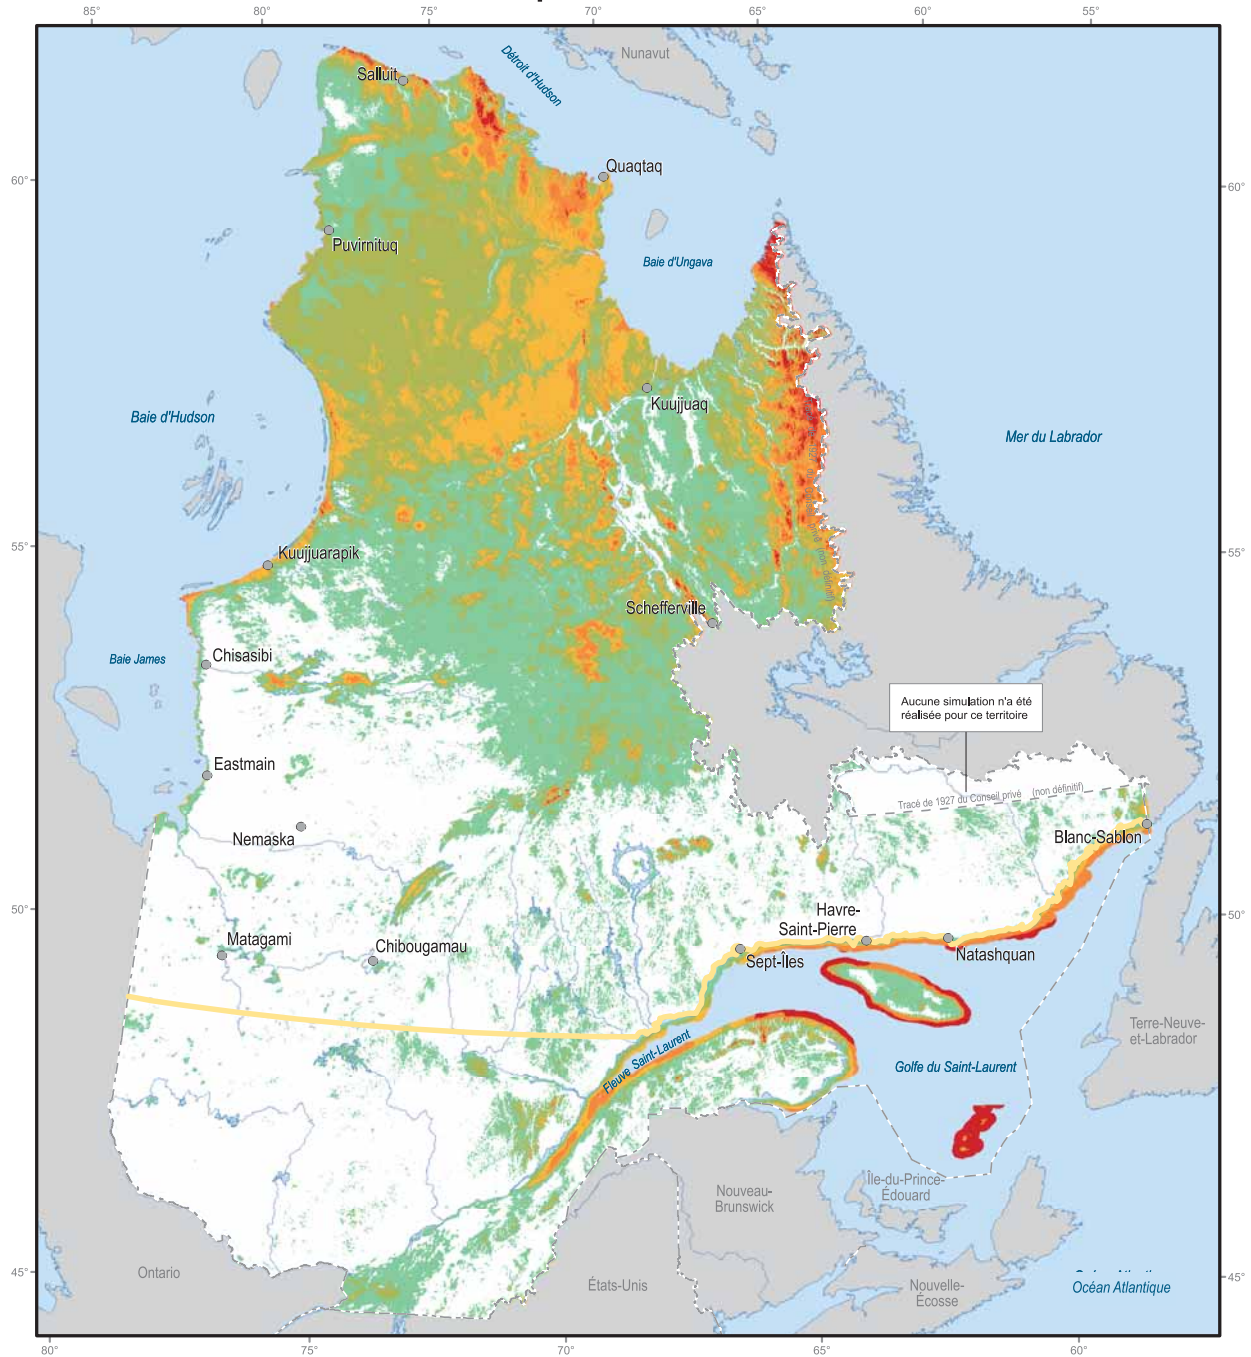 85°
80°
75°
70°
65°
60°
55°
Nunavut
Détroit d'Hudson
Salluit
Quaqtaq
60°
60°
Puvirnituq
Baie d'Ungava
Kuujjuaq
Baie d'Hudson
Mer du Labrador
55°
55°
Kuujjuarapik
Schefferville
Chisasibi
Baie James
Aucune simulation n'a été
réalisée pour ce territoire
Eastmain
Tracé de 1927 du Conseil privé (non définitif)
Nemaska
Blanc-Sablon
50°
50°
Havre-
Saint-Pierre
Matagami
Chibougamau
Sept-Îles
Natashquan
Terre-Neuve-
et-Labrador
Fleuve Saint-Laurent
Golfe du Saint-Laurent
Île-du-Prince-
Édouard
Nouveau-
Brunswick
45°
45°
Ontario
États-Unis
Nouvelle-
Écosse
Océan Atlantique
80°
75°
70°
65°
60°